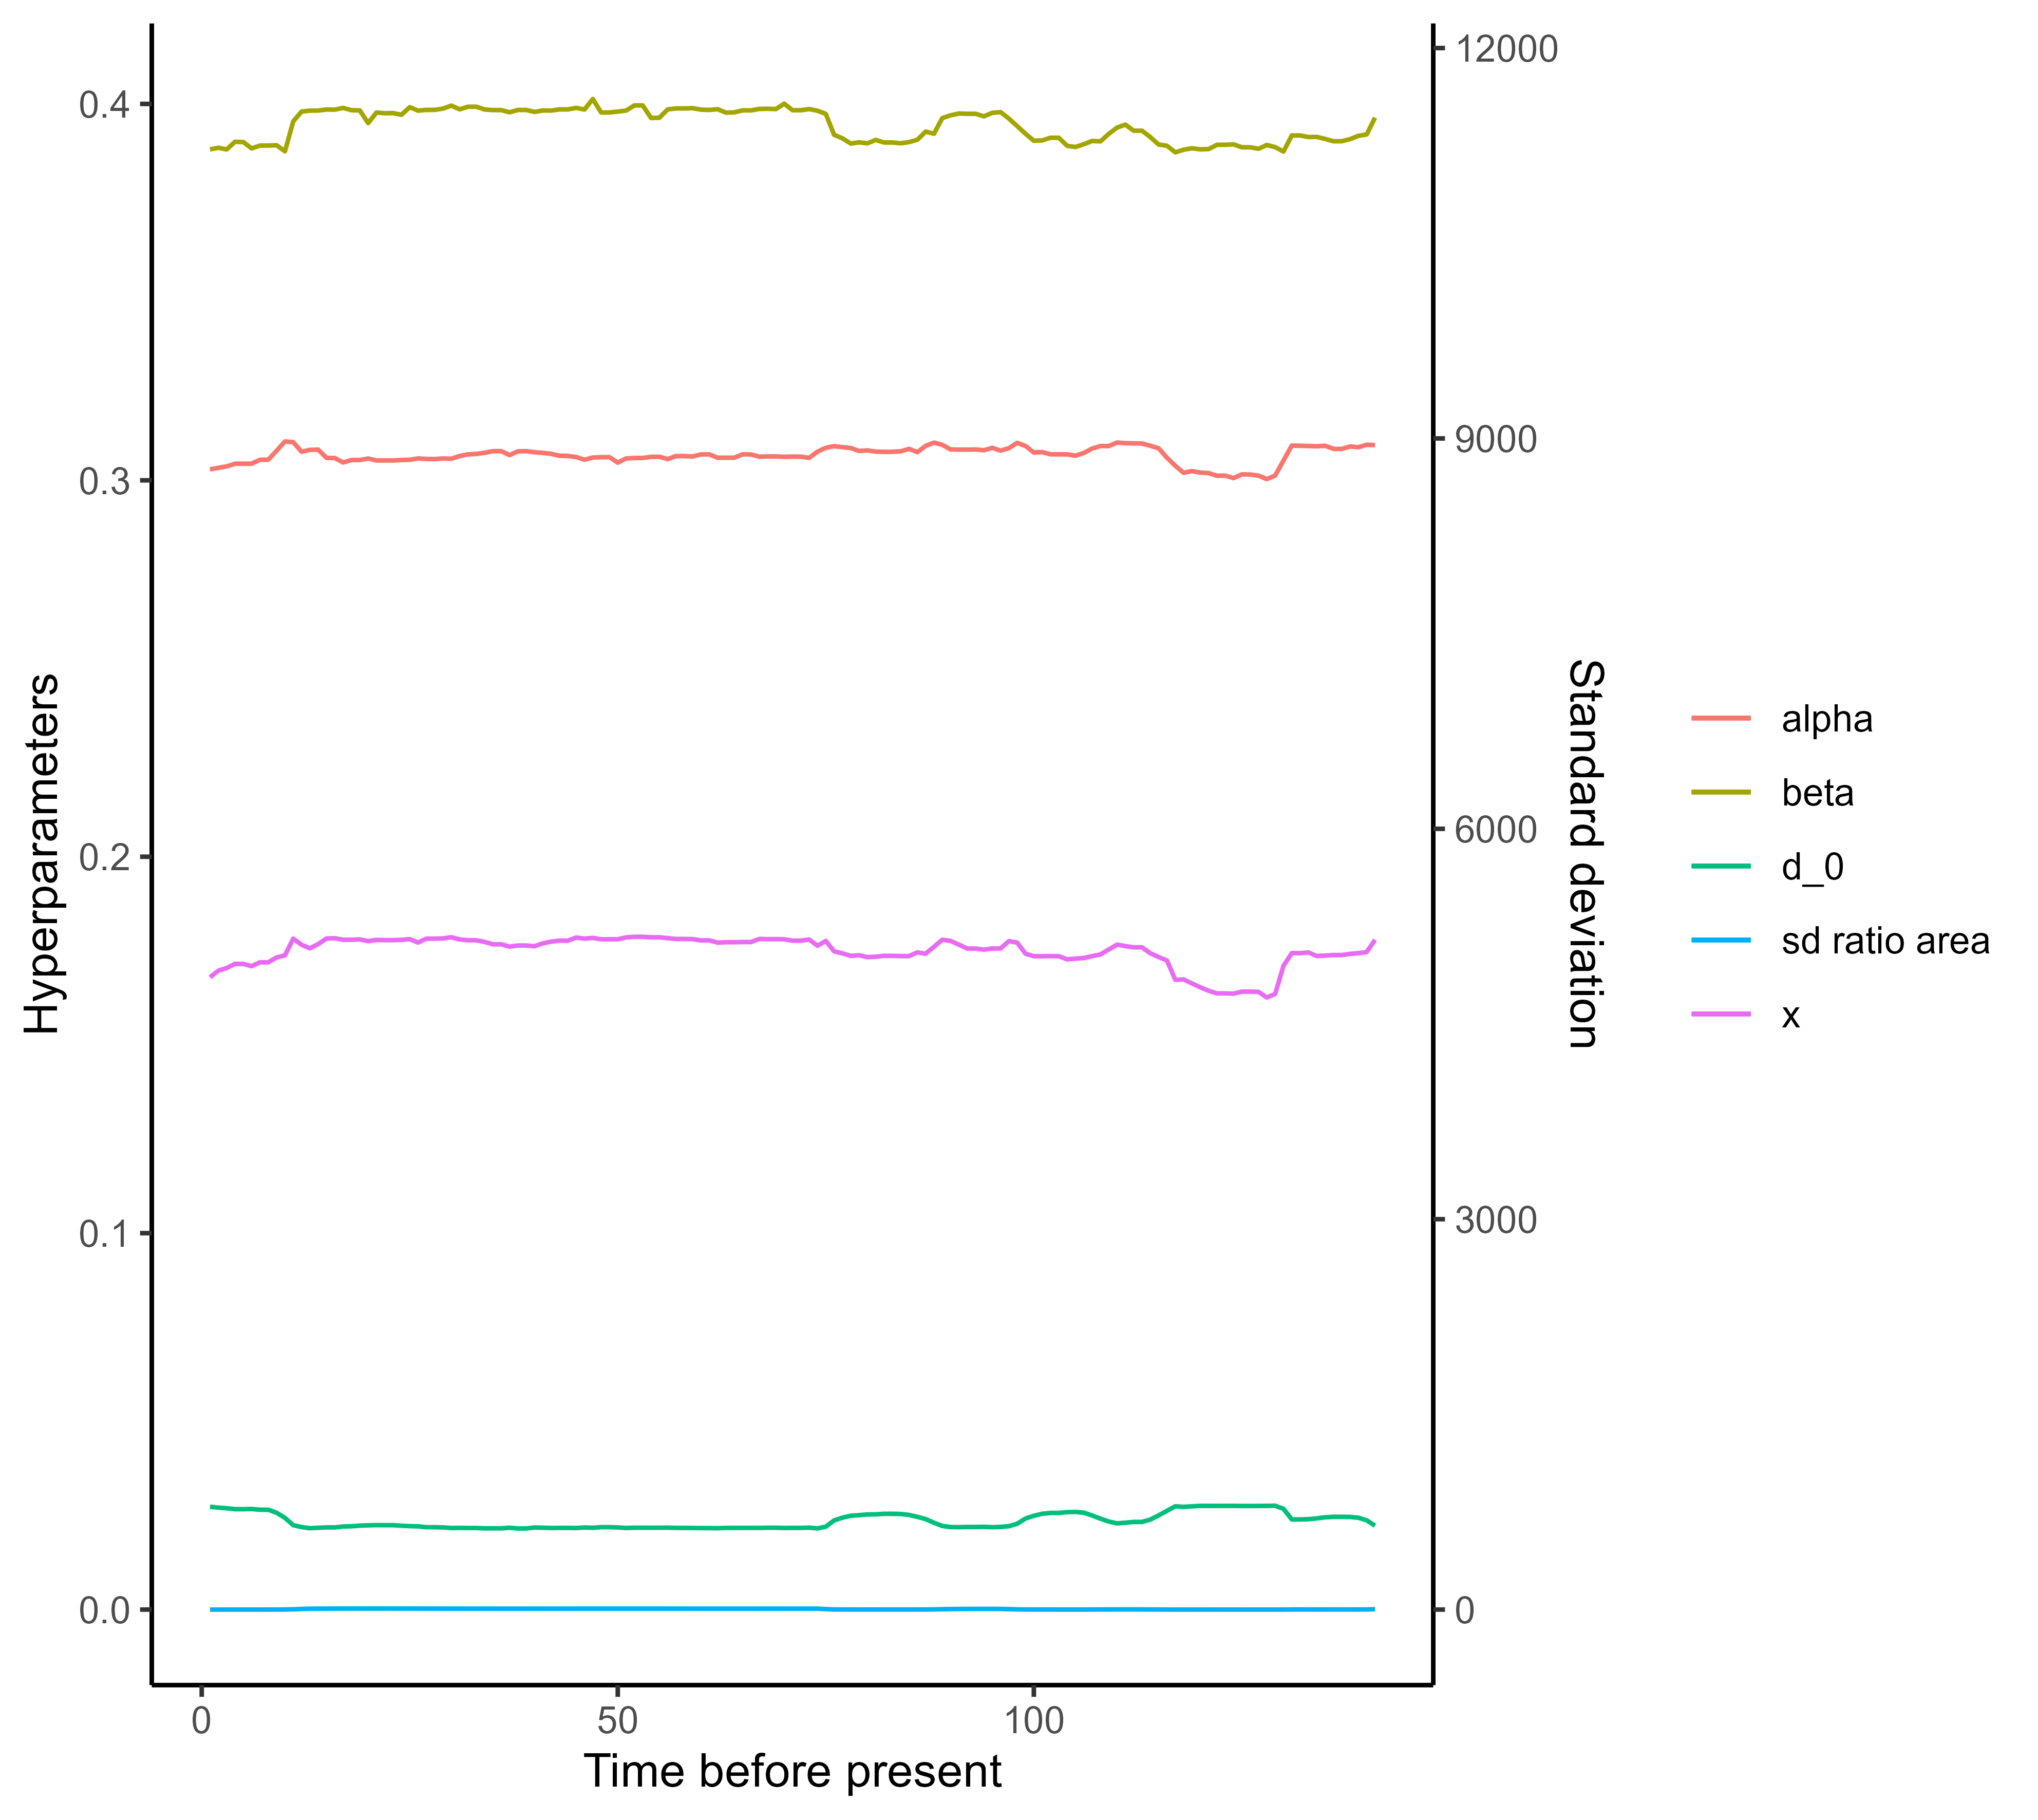 Hyperparameters
0.4
0.3
0.2
0.1
0.0
0
50
100
Time before present
12000
9000
6000
3000
0
Standard deviation
alpha
beta
d_0
sd ratio area
x